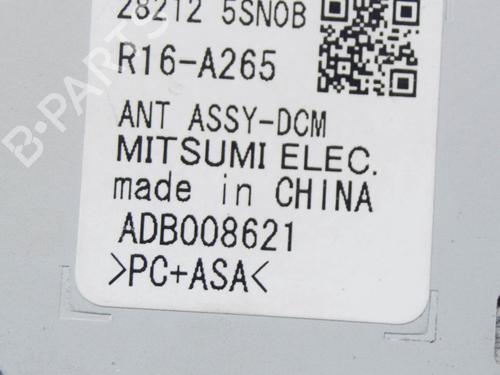 28212 5SN0B
R16-A265
ANT ASSY-DCM
MITSUMI ELEC.
made in CHINA
ADB008621
>PC+ASA<
B-PARTS